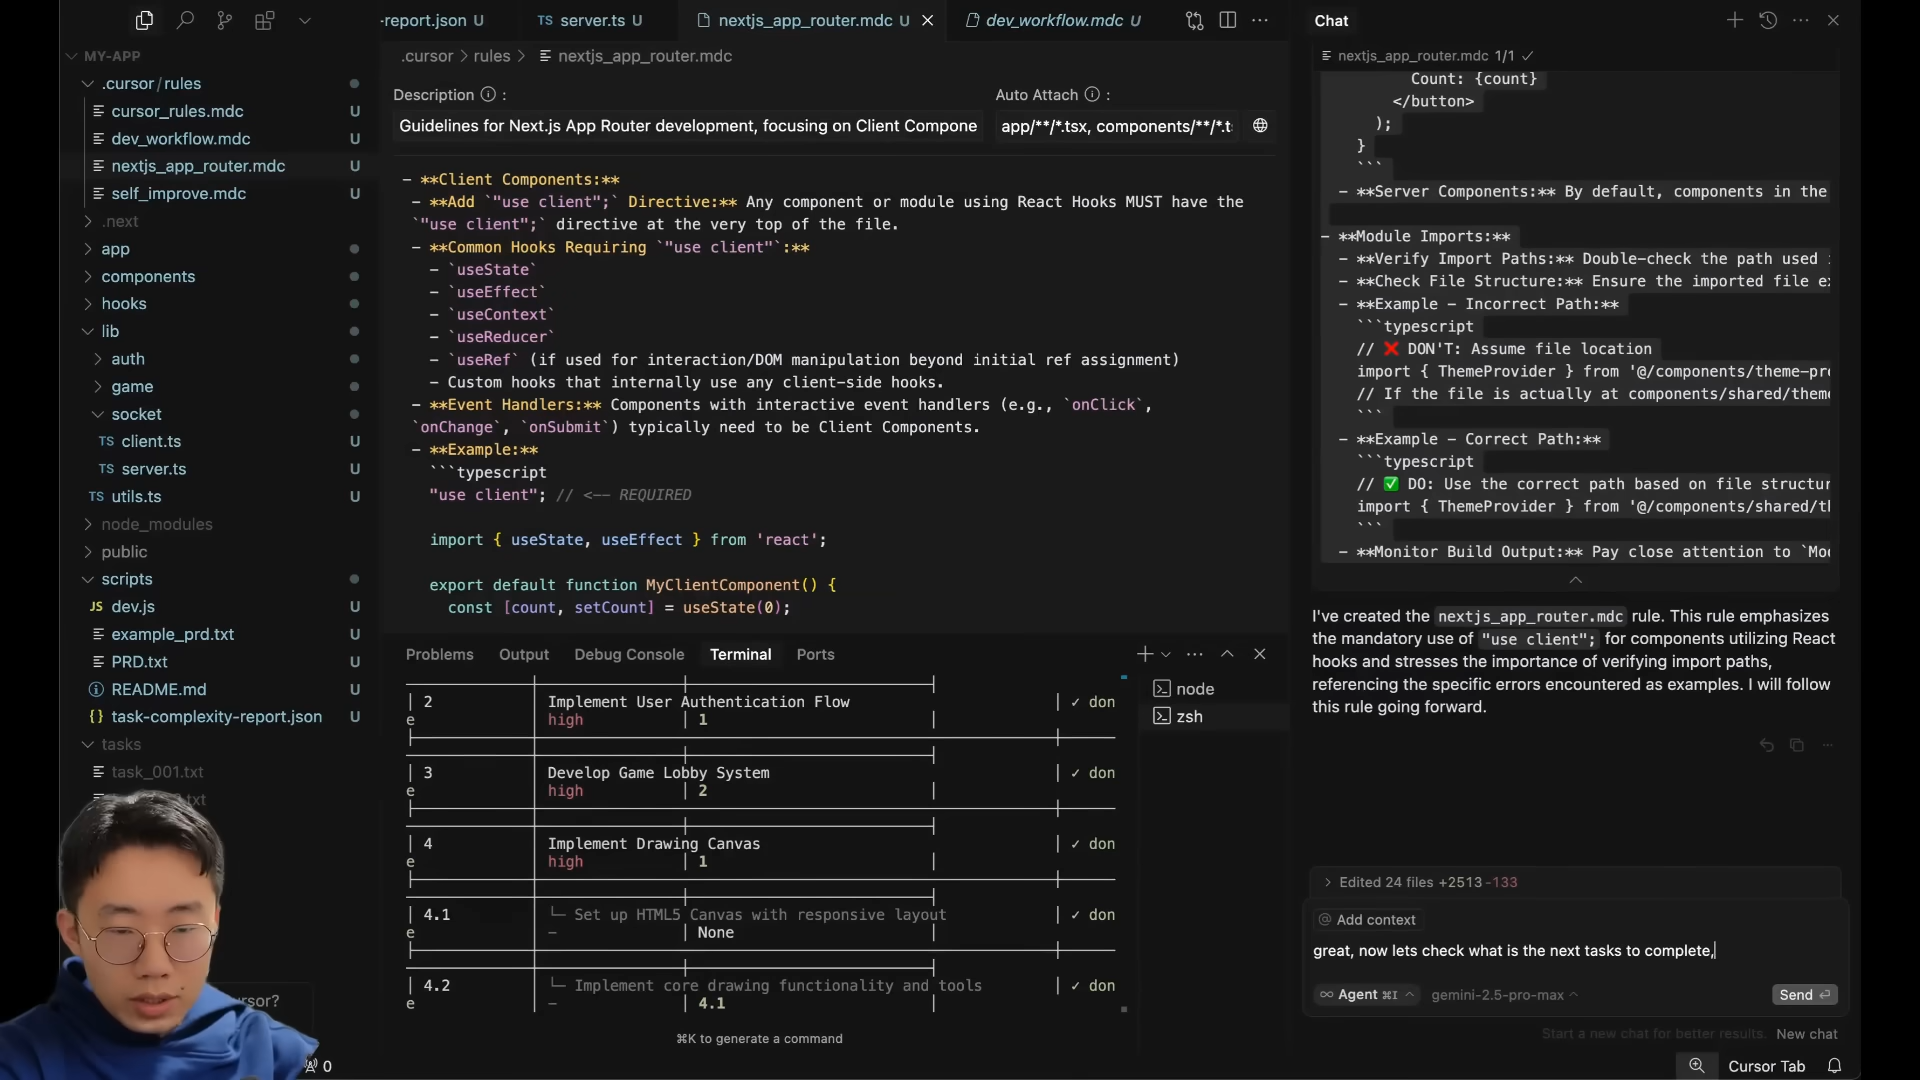 -report.json U
TS server.ts U
nextjs_app_router.mdc U
dev_workflow.mdc U
Chat
MY-APP
.cursor/rules
cursor_rules.mdc U
dev_workflow.mdc U
nextjs_app_router.mdc U
self_improve.mdc U
.next
app
components
hooks
lib
auth
game
socket
TS client.ts U
TS server.ts U
TS utils.ts U
node_modules
public
scripts
JS dev.js U
example_prd.txt U
PRD.txt U
README.md U
{} task-complexity-report.json U
tasks
task_001.txt
.cursor > rules > nextjs_app_router.mdc
Description :
Auto Attach :
Guidelines for Next.js App Router development, focusing on Client Compone
app/**/*.tsx, components/**/*.t
- **Client Components:**
- **Add `"use client";` Directive:** Any component or module using React Hooks MUST have the
`"use client";` directive at the very top of the file.
- **Common Hooks Requiring `"use client"`:**
- `useState`
- `useEffect`
- `useContext`
- `useReducer`
- `useRef` (if used for interaction/DOM manipulation beyond initial ref assignment)
- Custom hooks that internally use any client-side hooks.
- **Event Handlers:** Components with interactive event handlers (e.g., `onClick`,
`onChange`, `onSubmit`) typically need to be Client Components.
- **Example:**
```typescript
"use client"; // <-- REQUIRED
import { useState, useEffect } from 'react';
export default function MyClientComponent() {
const [count, setCount] = useState(0);
Problems Output Debug Console Terminal Ports
node
zsh
2 Implement User Authentication Flow ✓ don
e high 1
3 Develop Game Lobby System ✓ don
e high 2
4 Implement Drawing Canvas ✓ don
e high 1
4.1 └─ Set up HTML5 Canvas with responsive layout ✓ don
e - None
4.2 └─ Implement core drawing functionality and tools ✓ don
e - 4.1
⌘K to generate a command
nextjs_app_router.mdc 1/1 ✓
Count: {count}
</button>
);
}
```
- **Server Components:** By default, components in the
- **Module Imports:**
- **Verify Import Paths:** Double-check the path used
- **Check File Structure:** Ensure the imported file
- **Example - Incorrect Path:**
```typescript
// ❌ DON'T: Assume file location
import { ThemeProvider } from '@/components/theme-pr
// If the file is actually at components/shared/theme
```
- **Example - Correct Path:**
```typescript
// ✅ DO: Use the correct path based on file structur
import { ThemeProvider } from '@/components/shared/t
```
- **Monitor Build Output:** Pay close attention to `Mo
I've created the nextjs_app_router.mdc rule. This rule emphasizes
the mandatory use of "use client"; for components utilizing React
hooks and stresses the importance of verifying import paths,
referencing the specific errors encountered as examples. I will follow
this rule going forward.
Edited 24 files +2513 -133
@ Add context
great, now lets check what is the next tasks to complete,
∞ Agent ⌘I gemini-2.5-pro-max
Send
Start a new chat for better results. New chat
0
Cursor Tab